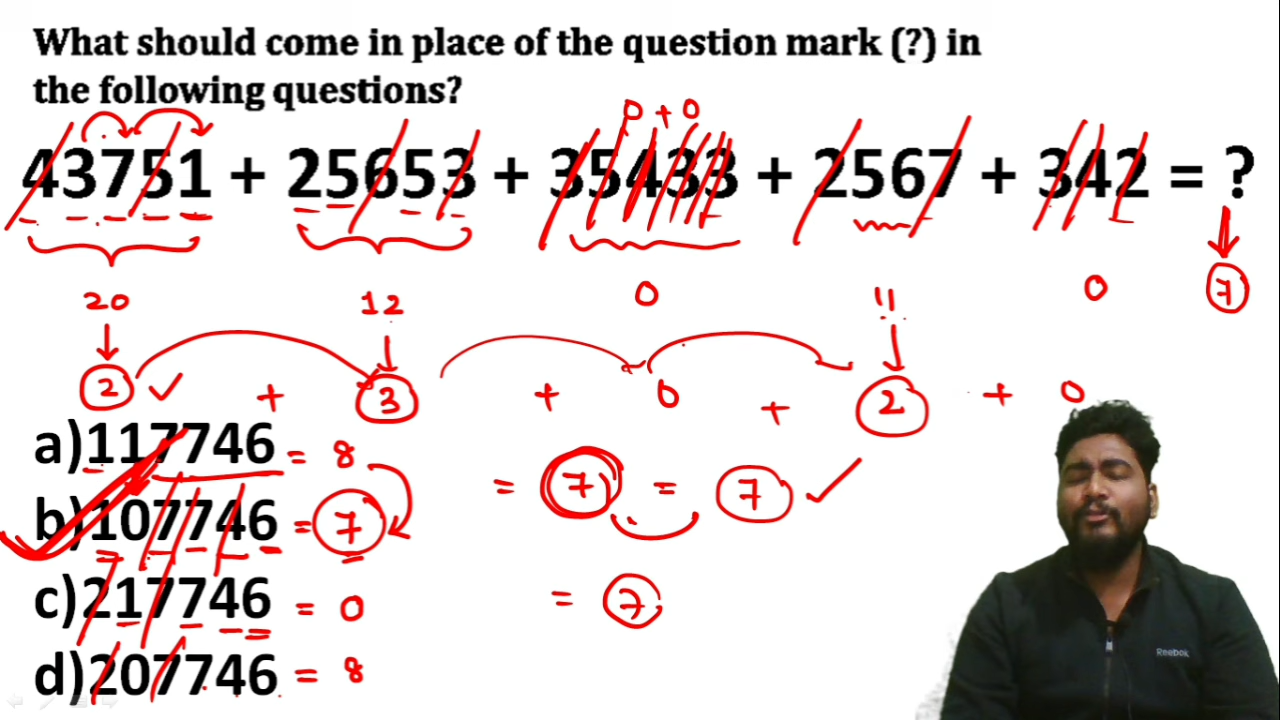 What should come in place of the question mark (?) in
the following questions?
0 + 0
43751 + 25653 + 35433 + 2567 + 342 = ?
20 12 0 11 0 7
2 + 3 + 0 + 2 + 0
a)117746 = 8
= 7 = 7
b)107746 = 7
c)217746 = 0
= 7
d)207746 = 8
Reebok